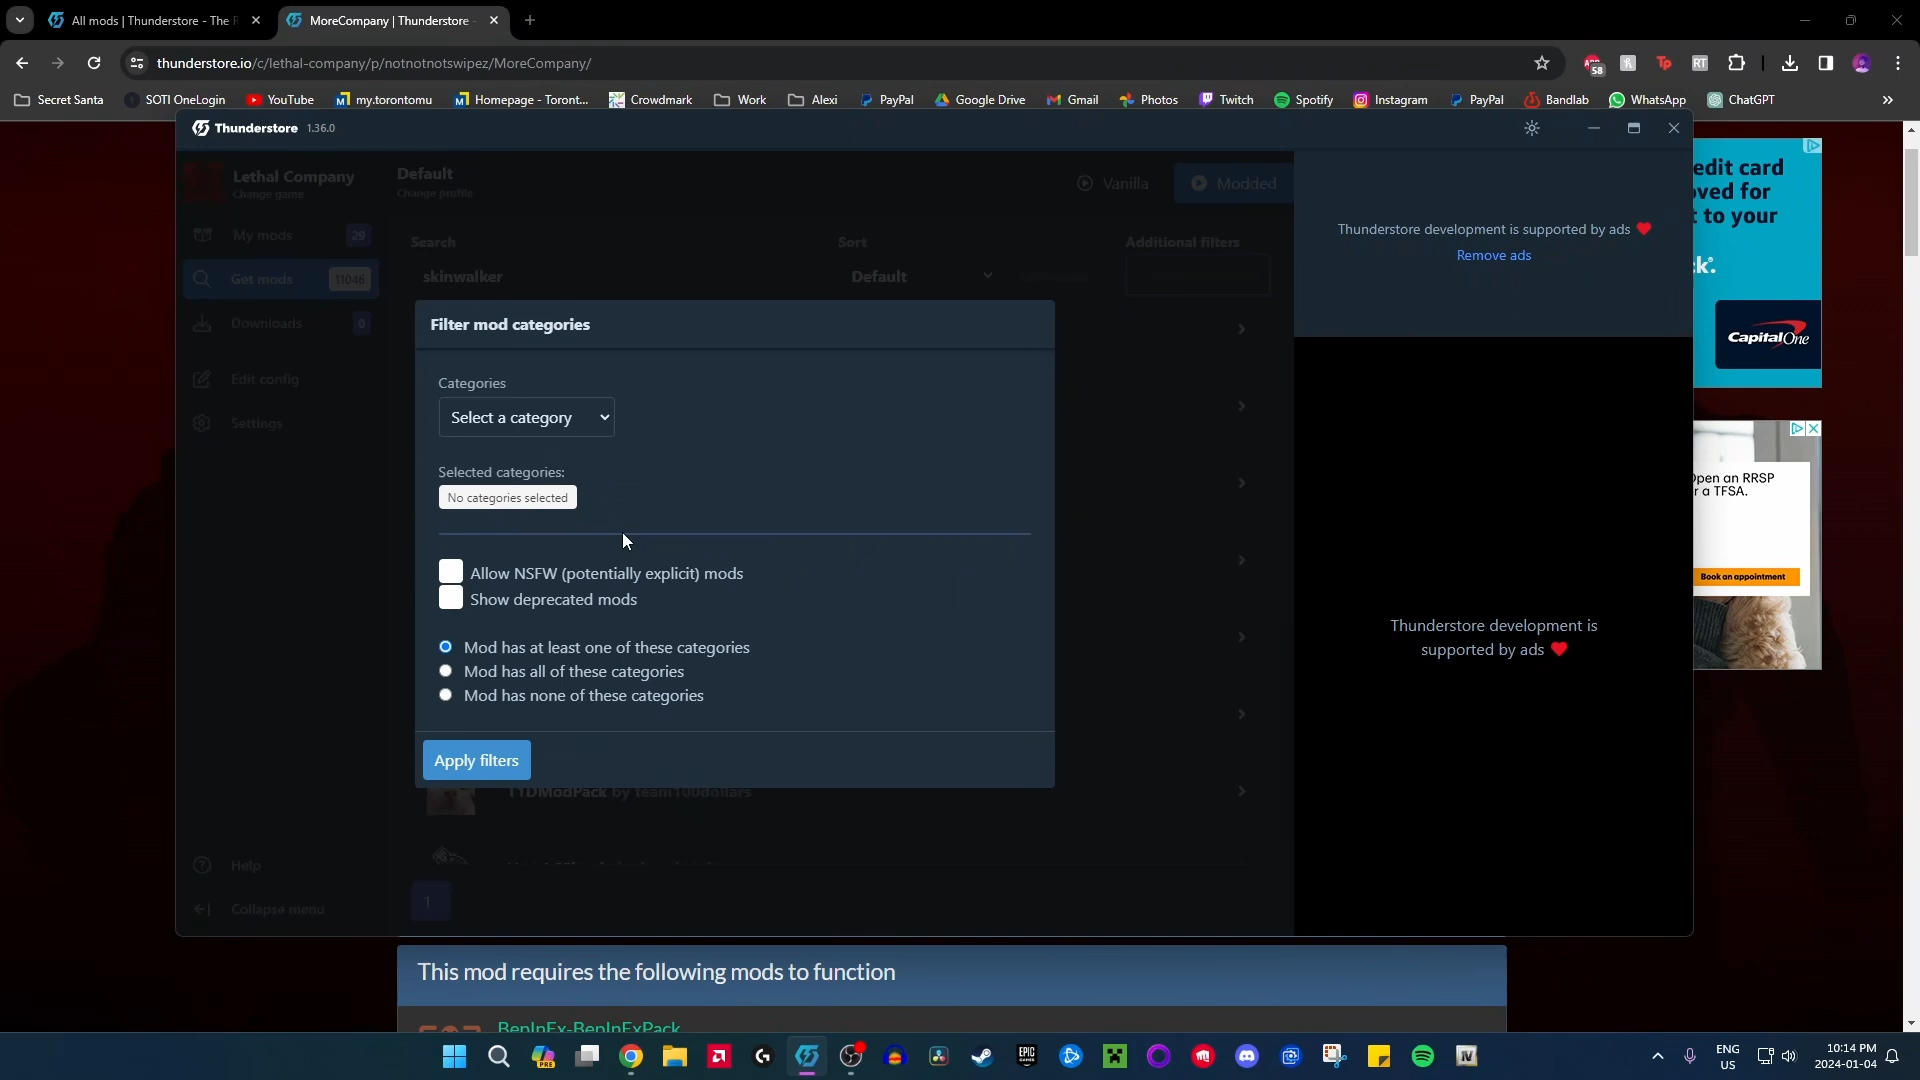 All mods | Thunderstore - The
MoreCompany | Thunderstore
thunderstore.io/c/lethal-company/p/notnotnotswipez/MoreCompany/
58
Tp
RT
Secret Santa
SOTI OneLogin
YouTube
my.torontomu
Homepage - Toront...
Crowdmark
Work
Alexi
PayPal
Google Drive
Gmail
Photos
Twitch
Spotify
Instagram
PayPal
Bandlab
WhatsApp
ChatGPT
Thunderstore 1.36.0
Lethal Company
Change game
Default
Change profile
Vanilla
Modded
My mods 29
Get mods 11046
Downloads 0
Edit config
Settings
Help
Collapse menu
Search
skinwalker
Sort
Default
Additional filters
Filter mod categories
Categories
Select a category
Selected categories:
No categories selected
Allow NSFW (potentially explicit) mods
Show deprecated mods
Mod has at least one of these categories
Mod has all of these categories
Mod has none of these categories
Apply filters
TYDModPack by team100dollars
1
Thunderstore development is supported by ads
Remove ads
Thunderstore development is
supported by ads
edit card
ved for
t to your
k.
Capital One
Open an RRSP
r a TFSA.
Book an appointment
This mod requires the following mods to function
BepInEx-BepInExPack
PRE
EPIC
GAMES
IV
ENG
US
10:14 PM
2024-01-04